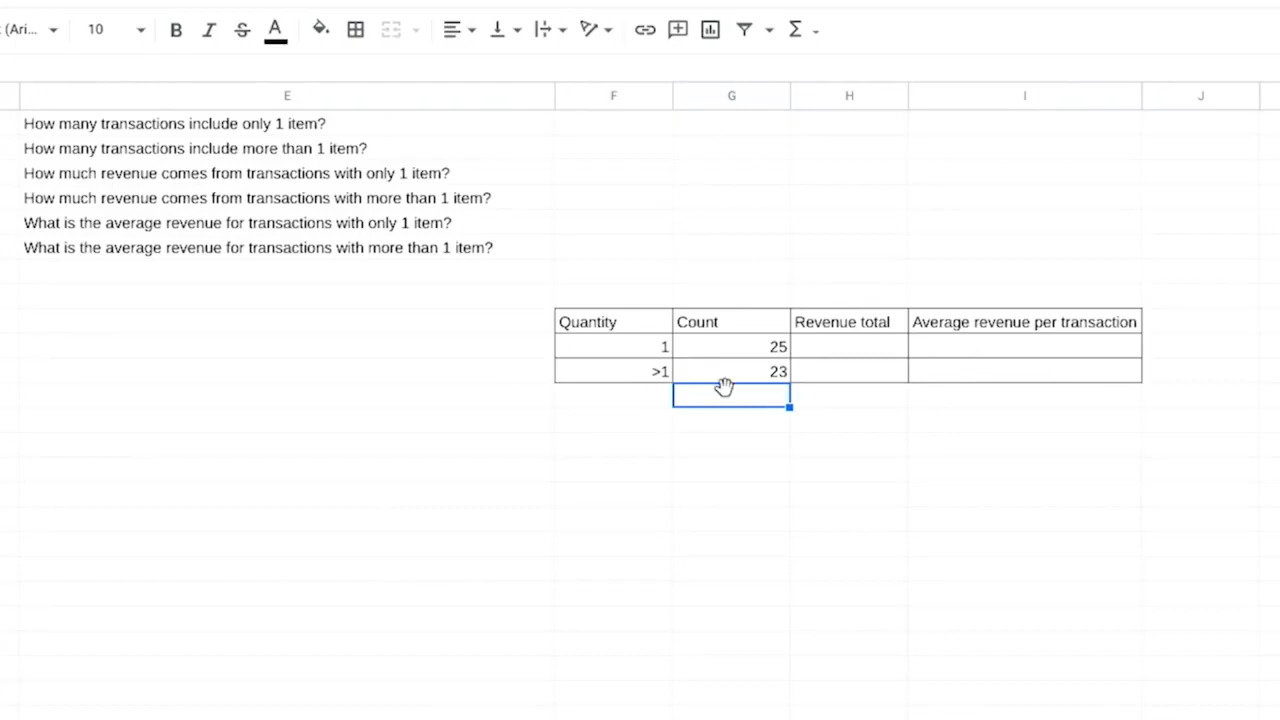 (Ari...
10
B I S A
E F G H I J
How many transactions include only 1 item?
How many transactions include more than 1 item?
How much revenue comes from transactions with only 1 item?
How much revenue comes from transactions with more than 1 item?
What is the average revenue for transactions with only 1 item?
What is the average revenue for transactions with more than 1 item?
Quantity Count Revenue total Average revenue per transaction
1 25
>1 23